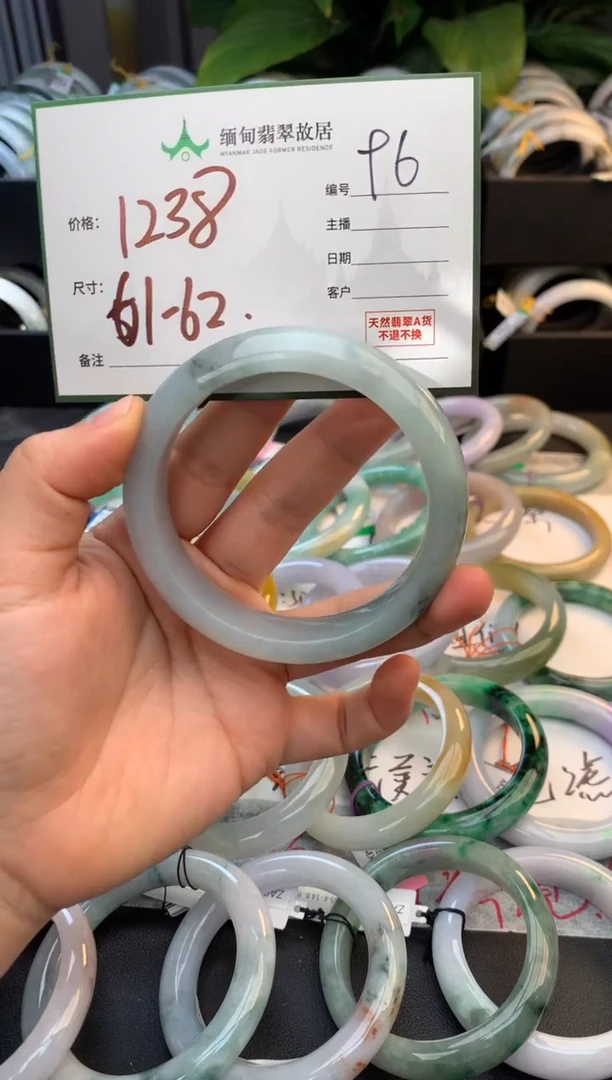 缅甸翡翠故居
MYANMAR JADE FORMER RESIDENCE
编号 96
价格: 1238
主播
日期
尺寸: 61-62.
客户
天然翡翠A货
不退不换
备注